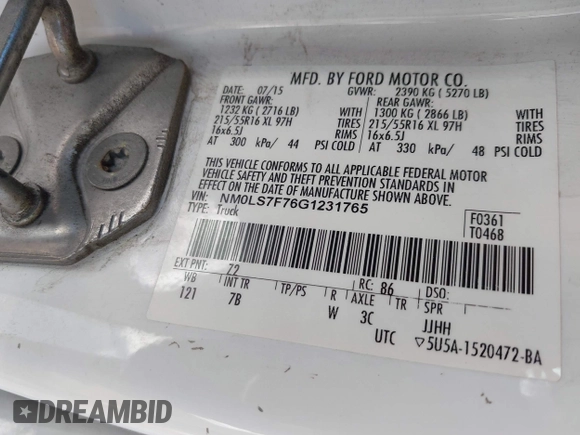 MFD. BY FORD MOTOR CO.
DATE: 07/15 GVWR: 2390 KG ( 5270 LB)
FRONT GAWR: REAR GAWR:
1232 KG ( 2716 LB) WITH 1300 KG ( 2866 LB) WITH
215/55R16 XL 97H TIRES 215/55R16 XL 97H TIRES
16x6.5J RIMS 16x6.5J RIMS
AT 300 kPa/ 44 PSI COLD AT 330 kPa/ 48 PSI COLD
THIS VEHICLE CONFORMS TO ALL APPLICABLE FEDERAL MOTOR
VEHICLE SAFETY AND THEFT PREVENTION STANDARDS IN
EFFECT ON THE DATE OF MANUFACTURE SHOWN ABOVE.
VIN: NM0LS7F76G1231765
TYPE: Truck
F0361
T0468
EXT PNT: 72 RC: 86 DSO:
WB INT TR TP/PS R AXLE TR SPR
121 7B W 3C JJHH
UTC ▽5U5A-1520472-BA
DREAMBID